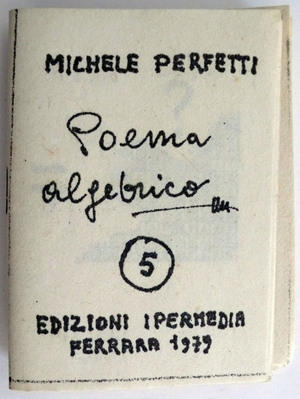 MICHELE PERFETTI
Poema
algebrico
5
EDIZIONI IPERMEDIA
FERRARA 1979